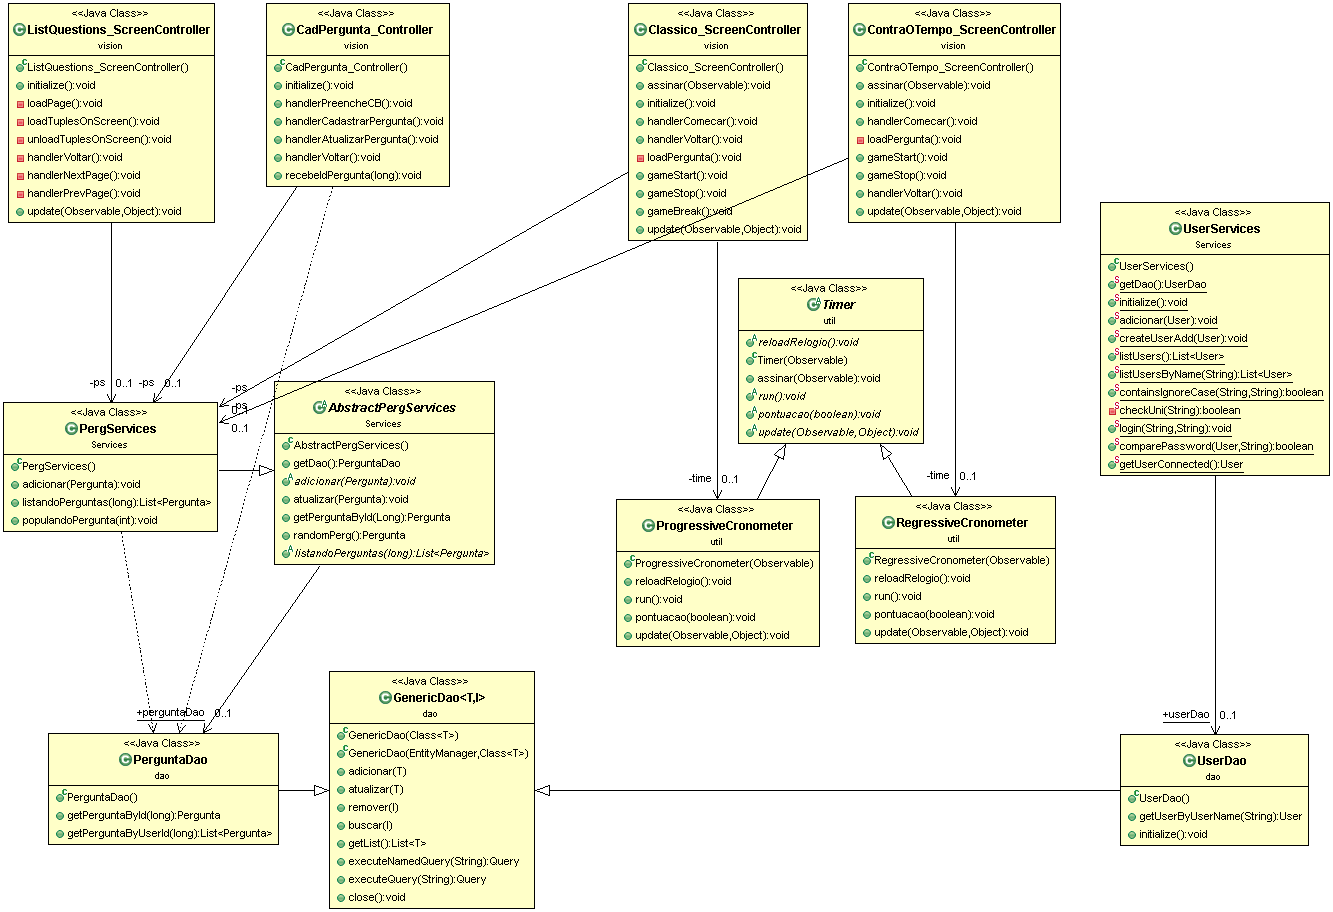 <<Java Class>>
ListQuestions_ScreenController
vision
ListQuestions_ScreenController()
initialize():void
loadPage():void
loadTuplesOnScreen():void
unloadTuplesOnScreen():void
handlerVoltar():void
handlerNextPage():void
handlerPrevPage():void
update(Observable,Object):void
<<Java Class>>
CadPergunta_Controller
vision
CadPergunta_Controller()
initialize():void
handlerPreencheCB():void
handlerCadastrarPergunta():void
handlerAtualizarPergunta():void
handlerVoltar():void
recebeIdPergunta(long):void
<<Java Class>>
Classico_ScreenController
vision
Classico_ScreenController()
assinar(Observable):void
initialize():void
handlerComecar():void
handlerVoltar():void
loadPergunta():void
gameStart():void
gameStop():void
gameBreak():void
update(Observable,Object):void
<<Java Class>>
ContraOTempo_ScreenController
vision
ContraOTempo_ScreenController()
assinar(Observable):void
initialize():void
handlerComecar():void
loadPergunta():void
gameStart():void
gameStop():void
handlerVoltar():void
update(Observable,Object):void
<<Java Class>>
UserServices
Services
UserServices()
getDao():UserDao
initialize():void
adicionar(User):void
createUserAdd(User):void
listUsers():List<User>
listUsersByName(String):List<User>
containsIgnoreCase(String,String):boolean
checkUni(String):boolean
login(String,String):void
comparePassword(User,String):boolean
getUserConnected():User
<<Java Class>>
Timer
util
reloadRelogio():void
Timer(Observable)
assinar(Observable):void
run():void
pontuacao(boolean):void
update(Observable,Object):void
-ps 0..1
-ps 0..1
-ps
0..1
-ps
0..1
<<Java Class>>
PergServices
Services
PergServices()
adicionar(Pergunta):void
listandoPerguntas(long):List<Pergunta>
populandoPergunta(int):void
<<Java Class>>
AbstractPergServices
Services
AbstractPergServices()
getDao():PerguntaDao
adicionar(Pergunta):void
atualizar(Pergunta):void
getPerguntaById(Long):Pergunta
randomPerg():Pergunta
listandoPerguntas(long):List<Pergunta>
-time 0..1
-time 0..1
<<Java Class>>
ProgressiveCronometer
util
ProgressiveCronometer(Observable)
reloadRelogio():void
run():void
pontuacao(boolean):void
update(Observable,Object):void
<<Java Class>>
RegressiveCronometer
util
RegressiveCronometer(Observable)
reloadRelogio():void
run():void
pontuacao(boolean):void
update(Observable,Object):void
+perguntaDao 0..1
<<Java Class>>
PerguntaDao
dao
PerguntaDao()
getPerguntaById(long):Pergunta
getPerguntaByUserId(long):List<Pergunta>
<<Java Class>>
GenericDao<T,I>
dao
GenericDao(Class<T>)
GenericDao(EntityManager,Class<T>)
adicionar(T)
atualizar(T)
remover(I)
buscar(I)
getList():List<T>
executeNamedQuery(String):Query
executeQuery(String):Query
close():void
+userDao 0..1
<<Java Class>>
UserDao
dao
UserDao()
getUserByUserName(String):User
initialize():void